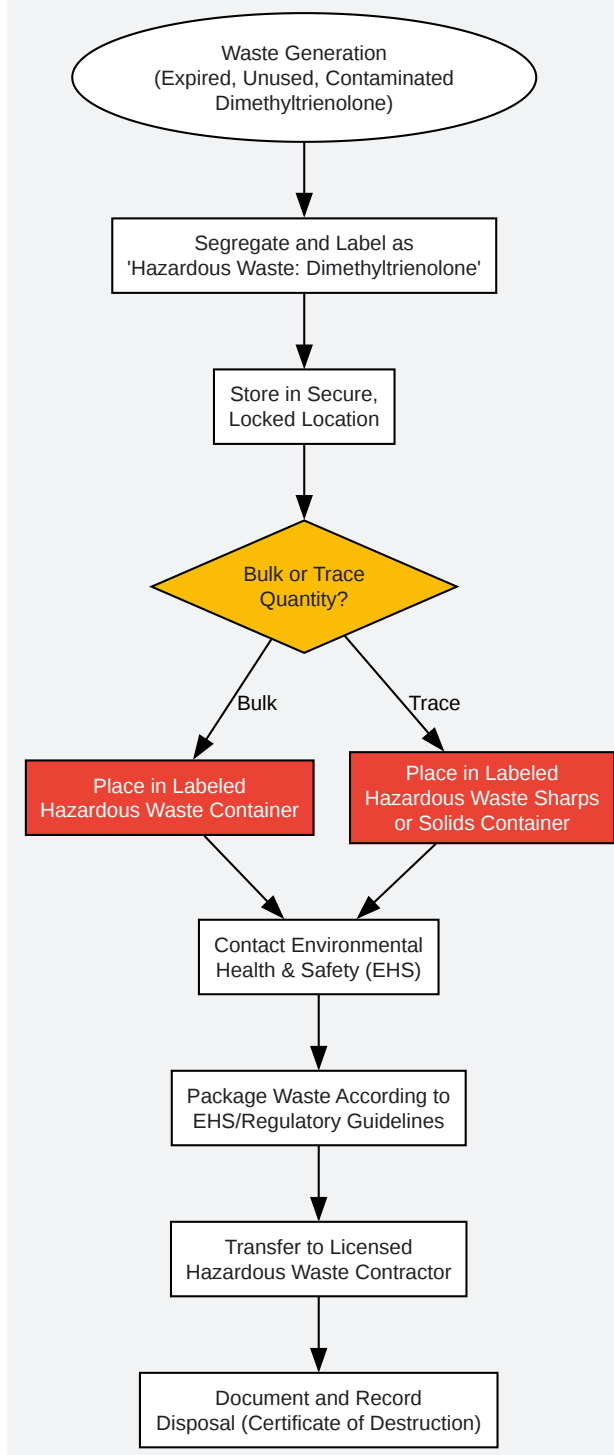 Waste Generation
(Expired, Unused, Contaminated
Dimethyltrienolone)
Segregate and Label as
'Hazardous Waste: Dimethyltrienolone'
Store in Secure,
Locked Location
Bulk or Trace
Quantity?
Bulk
Trace
Place in Labeled
Hazardous Waste Container
Place in Labeled
Hazardous Waste Sharps
or Solids Container
Contact Environmental
Health & Safety (EHS)
Package Waste According to
EHS/Regulatory Guidelines
Transfer to Licensed
Hazardous Waste Contractor
Document and Record
Disposal (Certificate of Destruction)